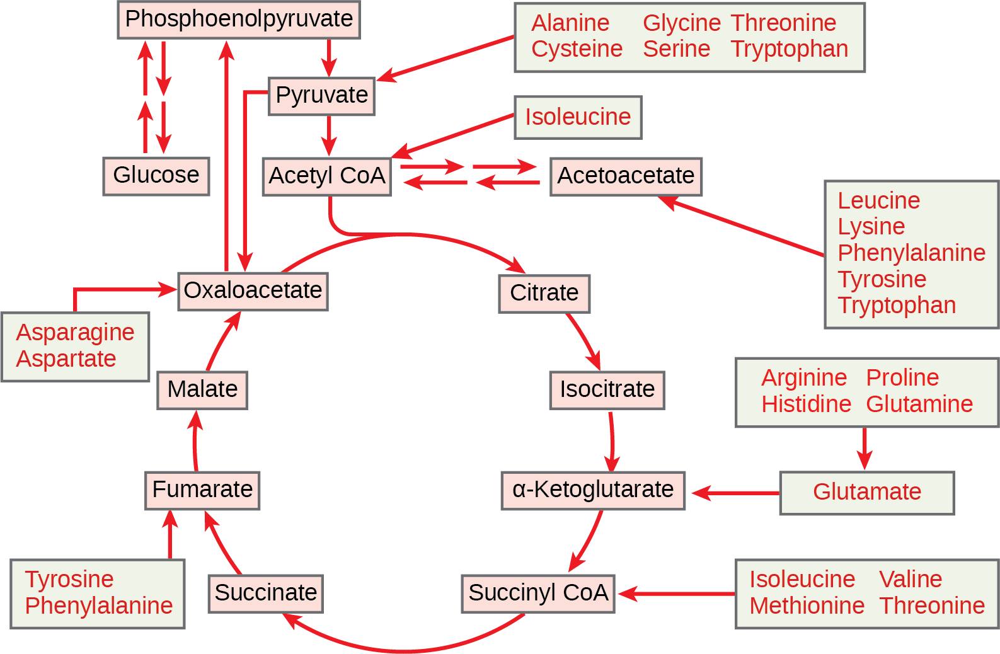 Phosphoenolpyruvate
Alanine Glycine Threonine
Cysteine Serine Tryptophan
Pyruvate
Isoleucine
Glucose
Acetyl CoA
Acetoacetate
Leucine
Lysine
Phenylalanine
Tyrosine
Tryptophan
Oxaloacetate
Citrate
Asparagine
Aspartate
Malate
Isocitrate
Arginine Proline
Histidine Glutamine
Fumarate
α-Ketoglutarate
Glutamate
Tyrosine
Phenylalanine
Succinate
Succinyl CoA
Isoleucine Valine
Methionine Threonine